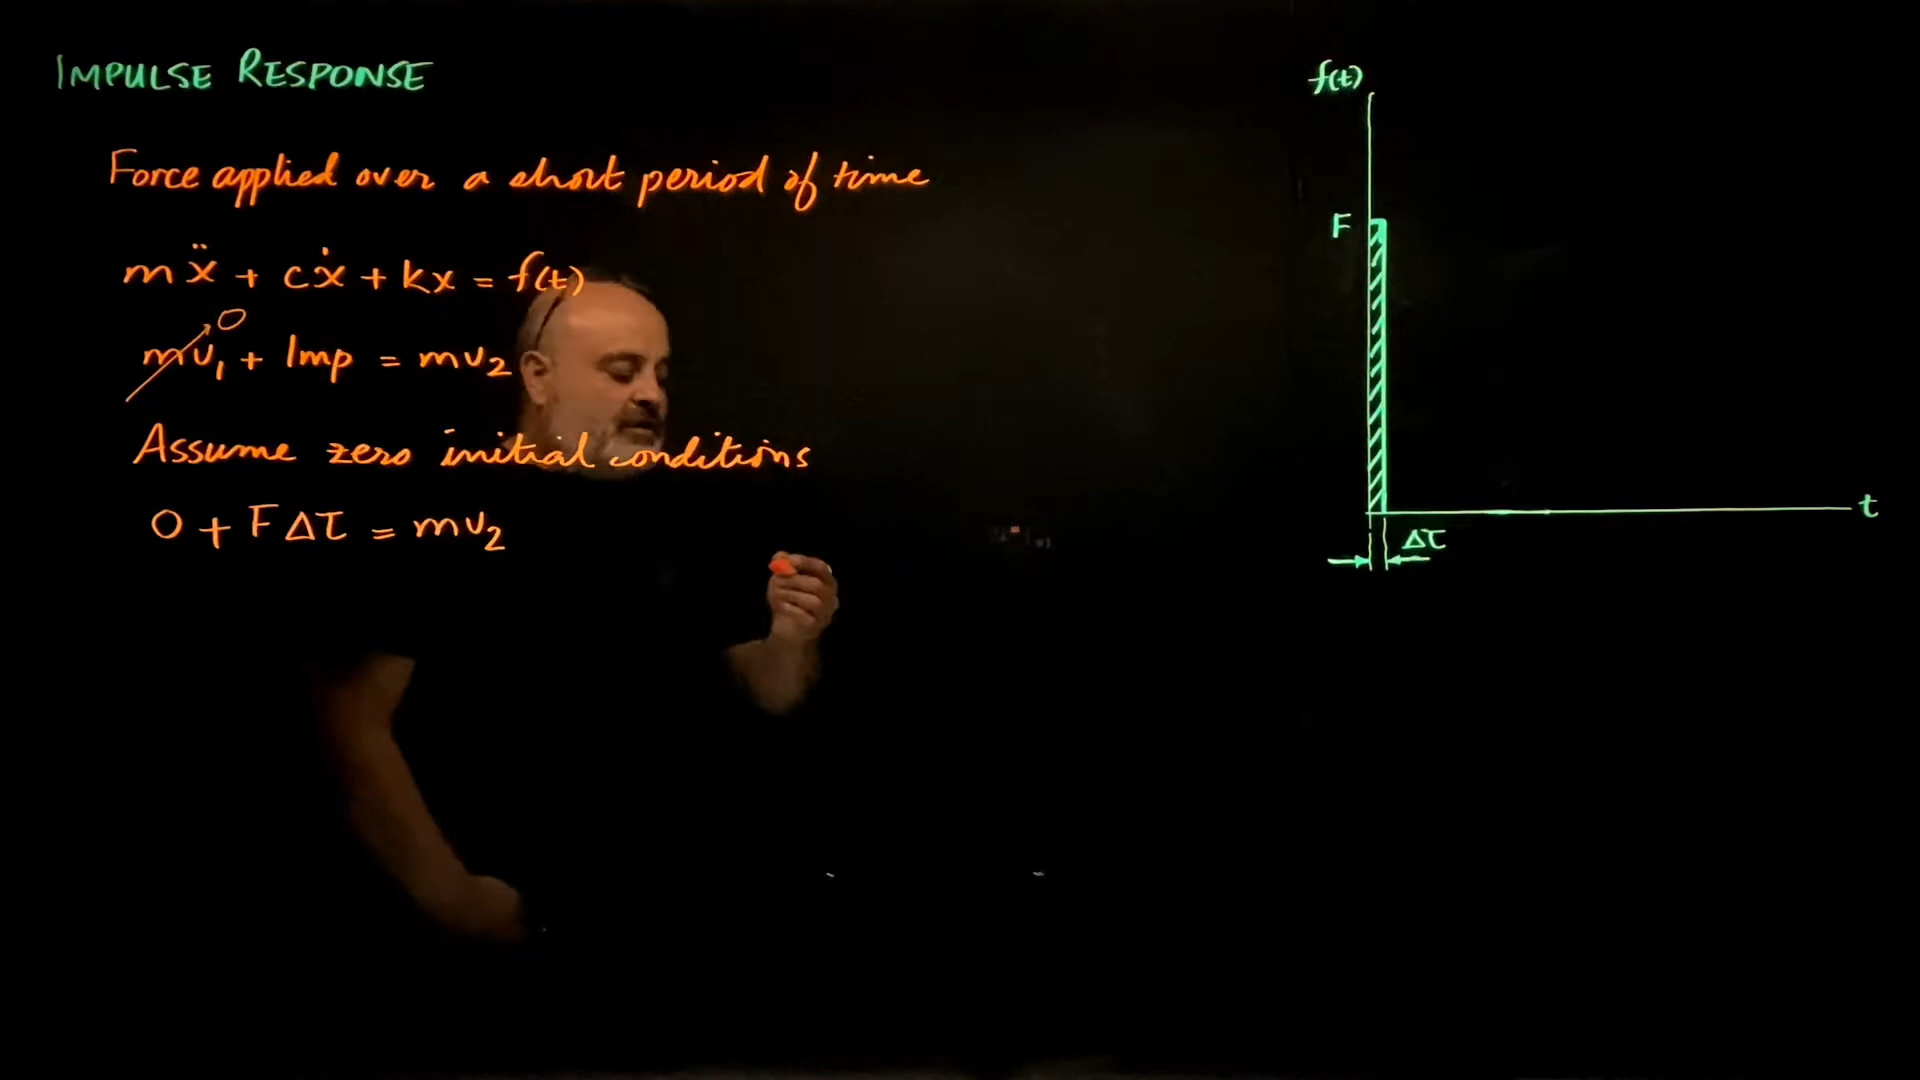 IMPULSE RESPONSE
Force applied over a short period of time
mẍ + cẋ + kx = f(t)
mv₁ + Imp = mv₂
0
Assume zero initial conditions
0 + FΔτ = mv₂
f(t)
F
t
Δτ